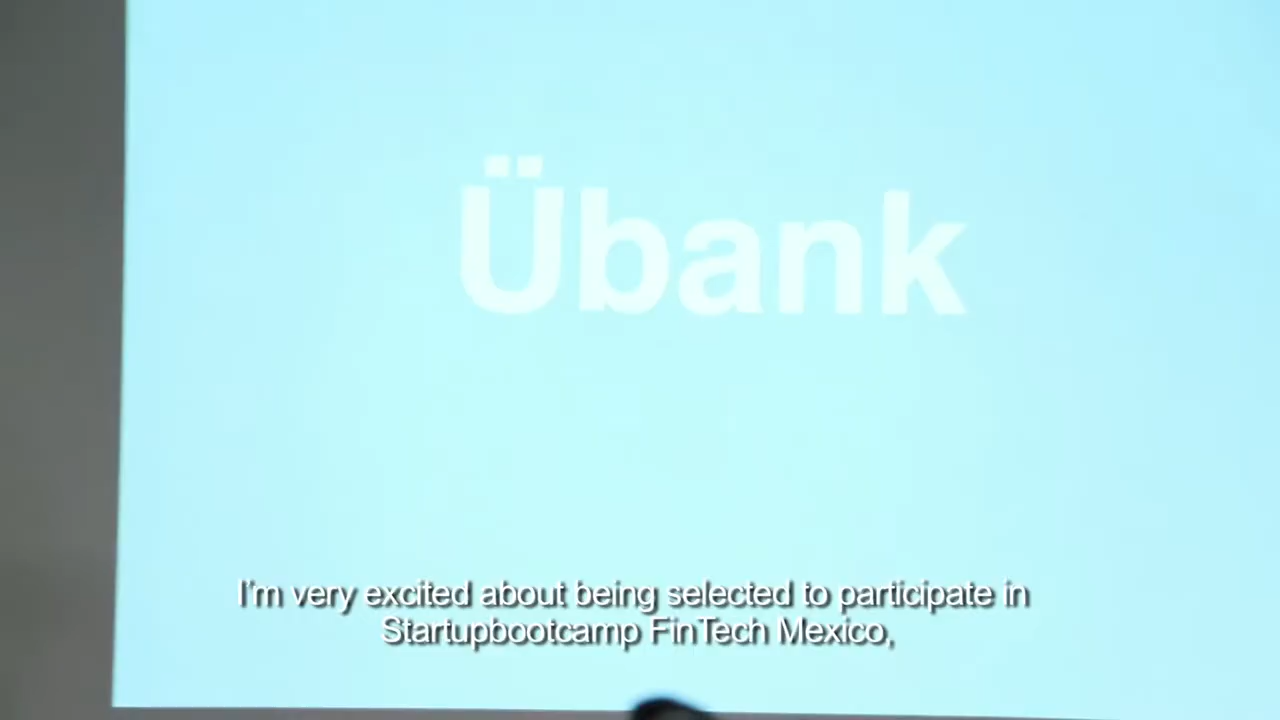 Übank
I'm very excited about being selected to participate in
Startupbootcamp FinTech Mexico,